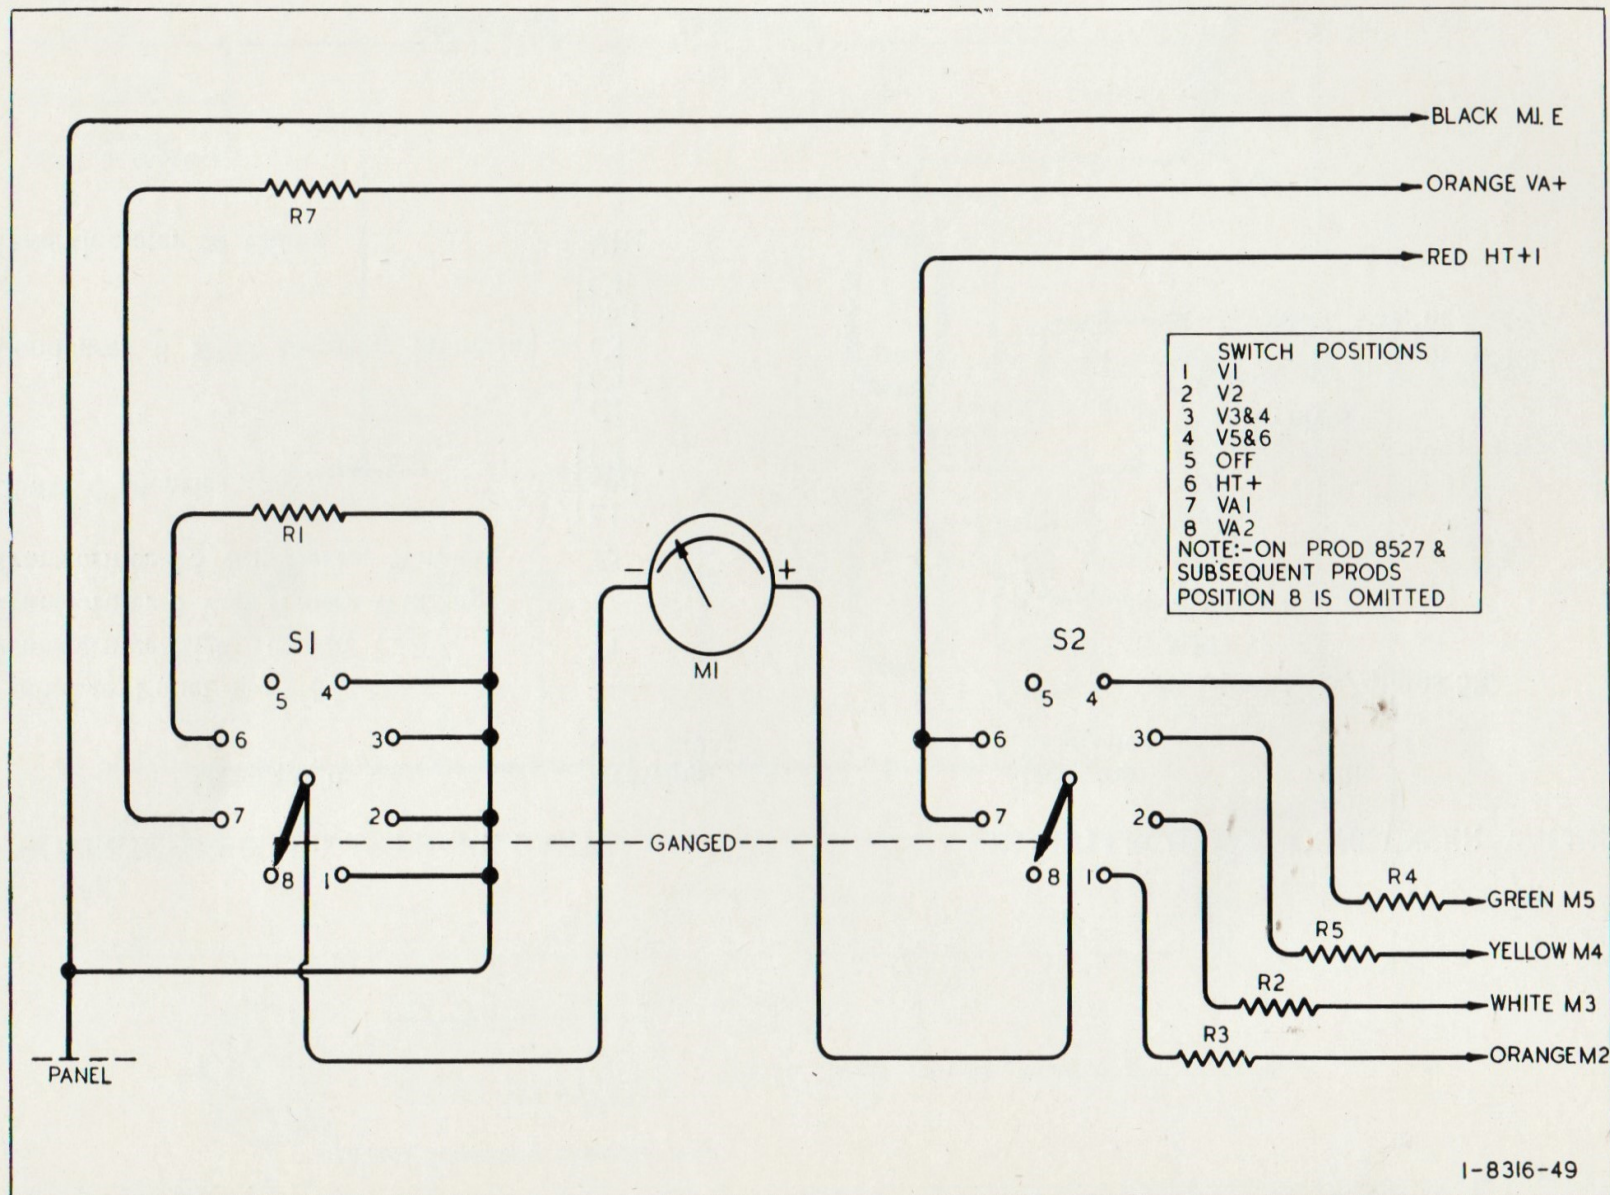 BLACK M1. E
ORANGE VA+
R7
RED HT+1
SWITCH POSITIONS
1 V1
2 V2
3 V3&4
4 V5&6
5 OFF
6 HT+
7 VA1
8 VA2
NOTE:-ON PROD 8527 &
SUBSEQUENT PRODS
POSITION 8 IS OMITTED
R1
− +
M1
S1
S2
5 4
6 3
7 2
8 1
5 4
6 3
7 2
8 1
GANGED
R4
GREEN M5
R5
YELLOW M4
R2
WHITE M3
R3
ORANGE M2
PANEL
1-8316-49